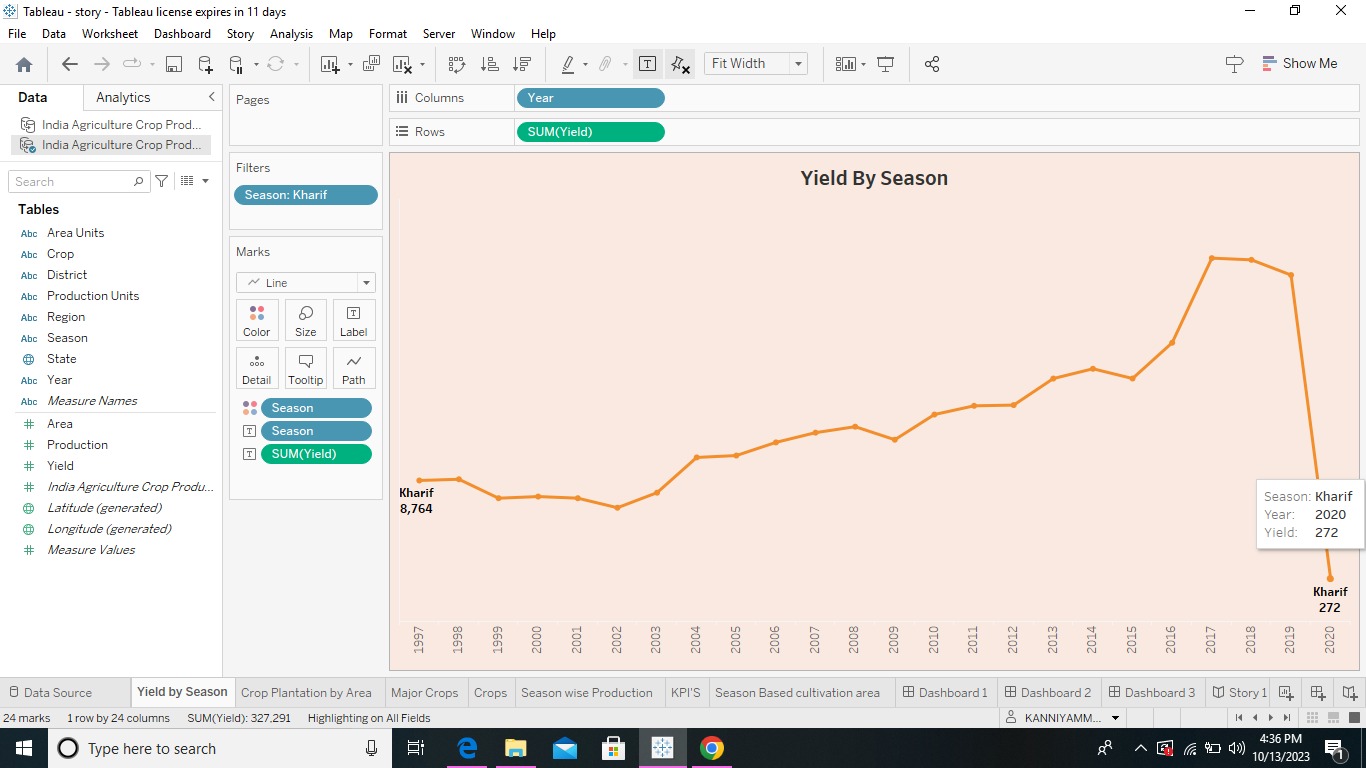 Tableau - story - Tableau license expires in 11 days
File Data Worksheet Dashboard Story Analysis Map Format Server Window Help
Fit Width
Show Me
Data Analytics
India Agriculture Crop Prod...
India Agriculture Crop Prod...
Search
Tables
Abc Area Units
Abc Crop
Abc District
Abc Production Units
Abc Region
Abc Season
State
Abc Year
Abc Measure Names
# Area
# Production
# Yield
# India Agriculture Crop Produ...
Latitude (generated)
Longitude (generated)
# Measure Values
Pages
Filters
Season: Kharif
Marks
Line
Color Size Label
Detail Tooltip Path
Season
Season
SUM(Yield)
Columns Year
Rows SUM(Yield)
Yield By Season
Kharif
8,764
Season: Kharif
Year: 2020
Yield: 272
Kharif
272
1997 1998 1999 2000 2001 2002 2003 2004 2005 2006 2007 2008 2009 2010 2011 2012 2013 2014 2015 2016 2017 2018 2019 2020
Data Source Yield by Season Crop Plantation by Area Major Crops Crops Season wise Production KPI'S Season Based cultivation area Dashboard 1 Dashboard 2 Dashboard 3 Story 1
24 marks 1 row by 24 columns SUM(Yield): 327,291 Highlighting on All Fields KANNIYAMM...
Type here to search
4:36 PM
10/13/2023
1